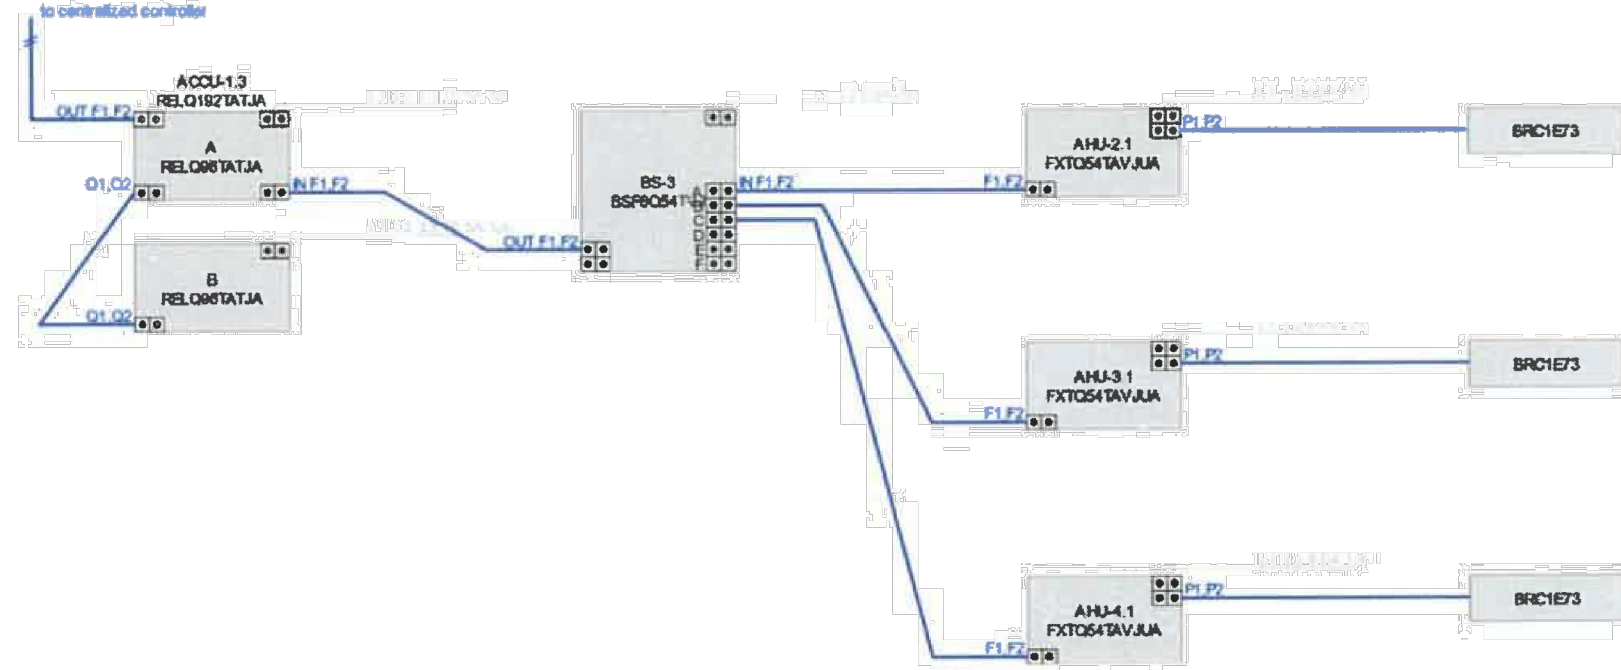 to centralized controller
ACCU-1.3
RELQ192TATJA
OUT F1,F2
A
RELQ96TATJA
Q1,Q2
IN F1,F2
B
RELQ96TATJA
Q1,Q2
BS-3
OUT F1,F2
A
B
C
D
E
F
IN F1,F2
F1,F2
AHU-2.1
FXTQ54TAVJUA
P1,P2
BRC1E73
F1,F2
AHU-3.1
FXTQ54TAVJUA
P1,P2
BRC1E73
F1,F2
AHU-4.1
FXTQ54TAVJUA
P1,P2
BRC1E73